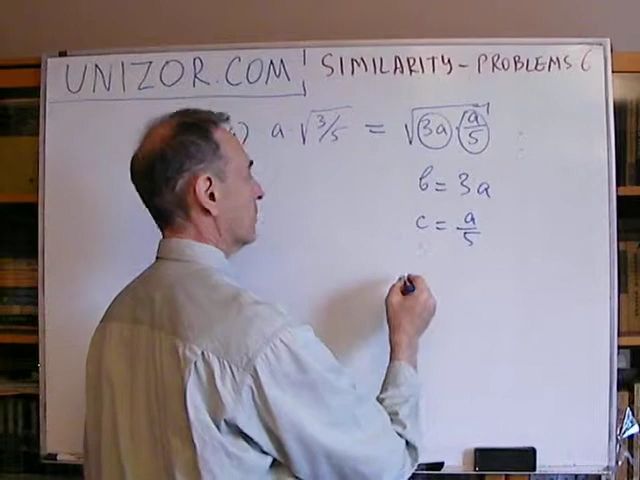 UNIZOR.COM
SIMILARITY - PROBLEMS 6
) a √3/5 = √(3a)·(a/5)
b = 3a
c = a/5